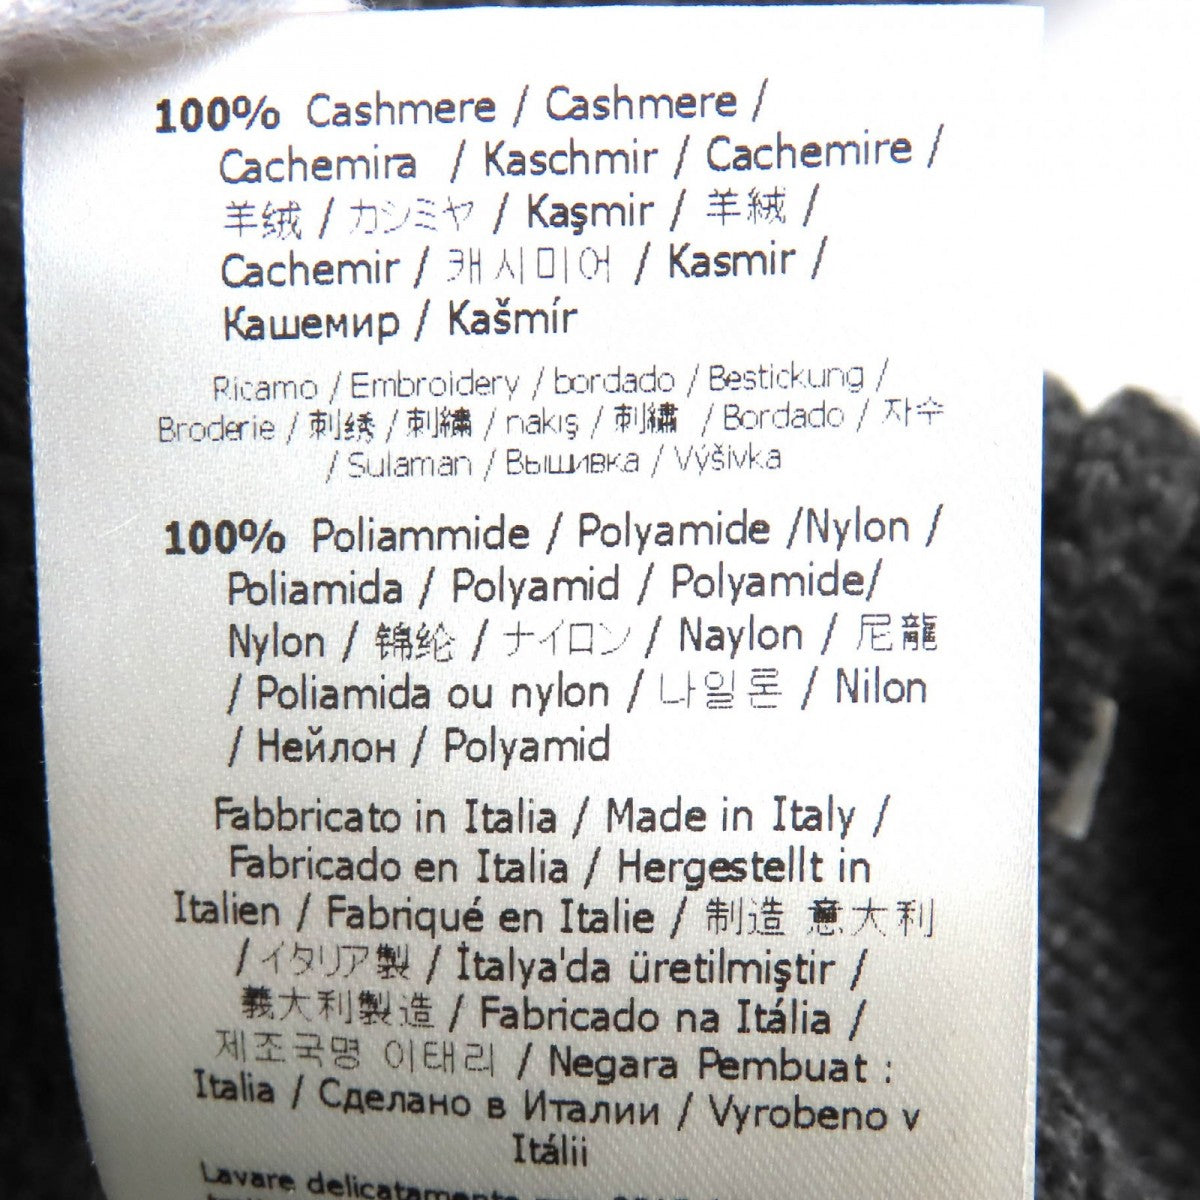 100% Cashmere / Cashmere /
Cachemira / Kaschmir / Cachemire /
羊绒 / カシミヤ / Kaşmir / 羊絨 /
Cachemir / 캐시미어 / Kasmir /
Кашемир / Kašmír
Ricamo / Embroidery / bordado / Bestickung /
Broderie / 刺绣 / 刺繍 / nakış / 刺繡 / Bordado / 자수
/ Sulaman / Вышивка / Výšivka
100% Poliammide / Polyamide /Nylon /
Poliamida / Polyamid / Polyamide/
Nylon / 锦纶 / ナイロン / Naylon / 尼龍
/ Poliamida ou nylon / 나일론 / Nilon
/ Нейлон / Polyamid
Fabbricato in Italia / Made in Italy /
Fabricado en Italia / Hergestellt in
Italien / Fabriqué en Italie / 制造 意大利
/ イタリア製 / İtalya'da üretilmiştir /
義大利製造 / Fabricado na Itália /
제조국명 이태리 / Negara Pembuat :
Italia / Сделано в Италии / Vyrobeno v
Itálii
Lavare delicatamente